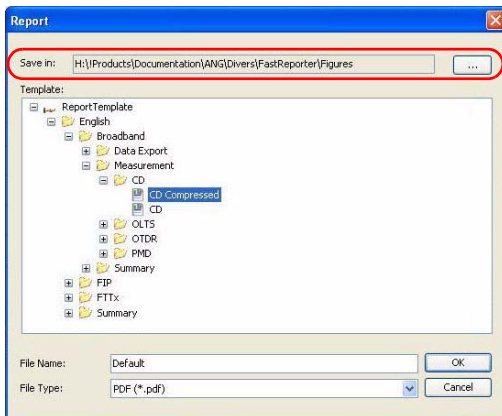 Report
Save in: H:\!Products\Documentation\ANG\Divers\FastReporter\Figures ...
Template:
ReportTemplate
English
Broadband
Data Export
Measurement
CD
CD Compressed
CD
OLTS
OTDR
PMD
Summary
FIP
FTTx
Summary
File Name: Default OK
File Type: PDF (*.pdf) Cancel